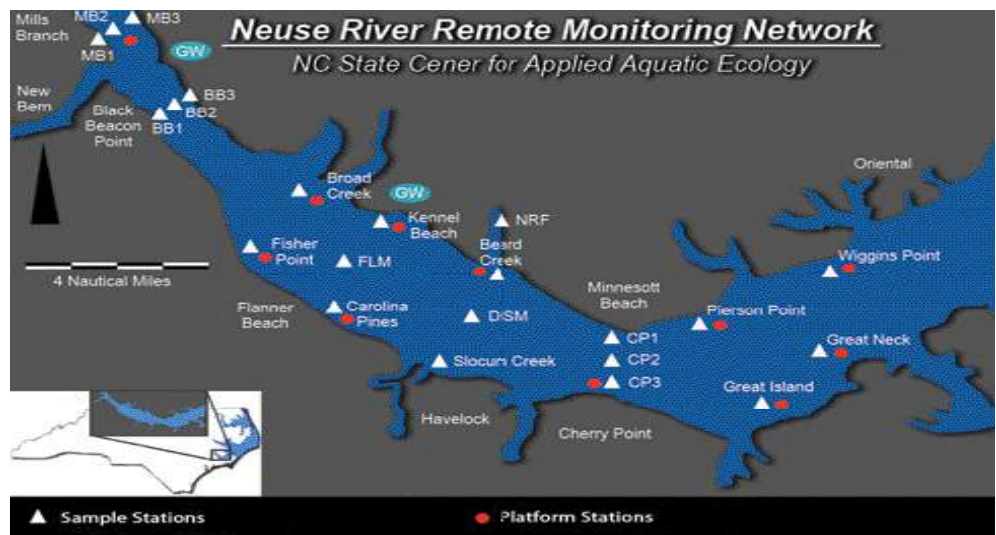 Neuse River Remote Monitoring Network
NC State Cener for Applied Aquatic Ecology
Mills
Branch
MB2
MB3
MB1
GW
New
Bern
Black
Beacon
Point
BB3
BB2
BB1
Oriental
Broad
Creek
GW
Kennel
Beach
NRF
Beard
Creek
Fisher
Point
FLM
Wiggins Point
4 Nautical Miles
Minnesott
Beach
Flanner
Beach
Carolina
Pines
DISM
Pierson Point
CP1
Great Neck
Slocum Creek
CP2
CP3
Great Island
Havelock
Cherry Point
Sample Stations
Platform Stations